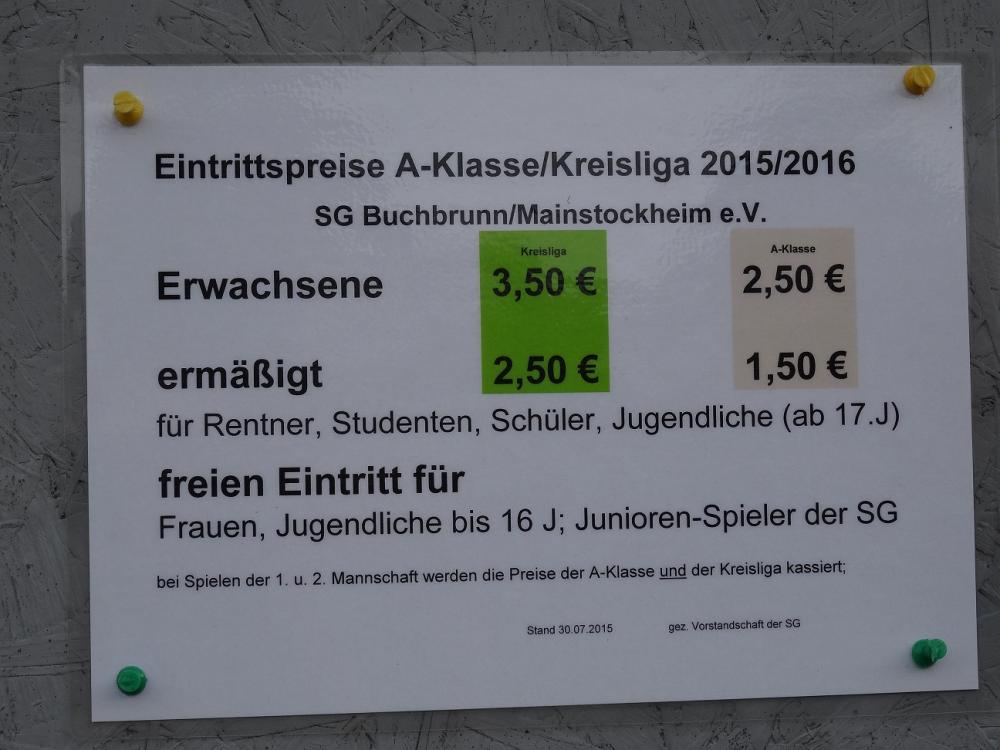 Eintrittspreise A-Klasse/Kreisliga 2015/2016
SG Buchbrunn/Mainstockheim e.V.
Kreisliga A-Klasse
Erwachsene 3,50 € 2,50 €
ermäßigt 2,50 € 1,50 €
für Rentner, Studenten, Schüler, Jugendliche (ab 17.J)
freien Eintritt für
Frauen, Jugendliche bis 16 J; Junioren-Spieler der SG
bei Spielen der 1. u. 2. Mannschaft werden die Preise der A-Klasse und der Kreisliga kassiert;
Stand 30.07.2015 gez. Vorstandschaft der SG